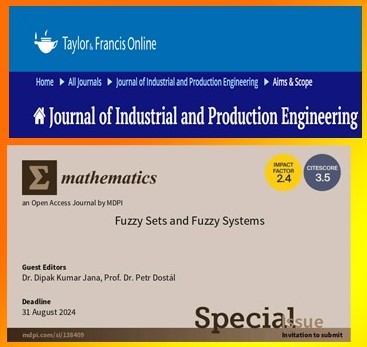 Taylor & Francis Online
Home ▶ All Journals ▶ Journal of Industrial and Production Engineering ▶ Aims & Scope
Journal of Industrial and Production Engineering
Σ mathematics
IMPACT FACTOR 2.4
CITESCORE 3.5
an Open Access Journal by MDPI
Fuzzy Sets and Fuzzy Systems
Guest Editors
Dr. Dipak Kumar Jana, Prof. Dr. Petr Dostál
Deadline
31 August 2024
Special Issue
mdpi.com/si/136409
Invitation to submit